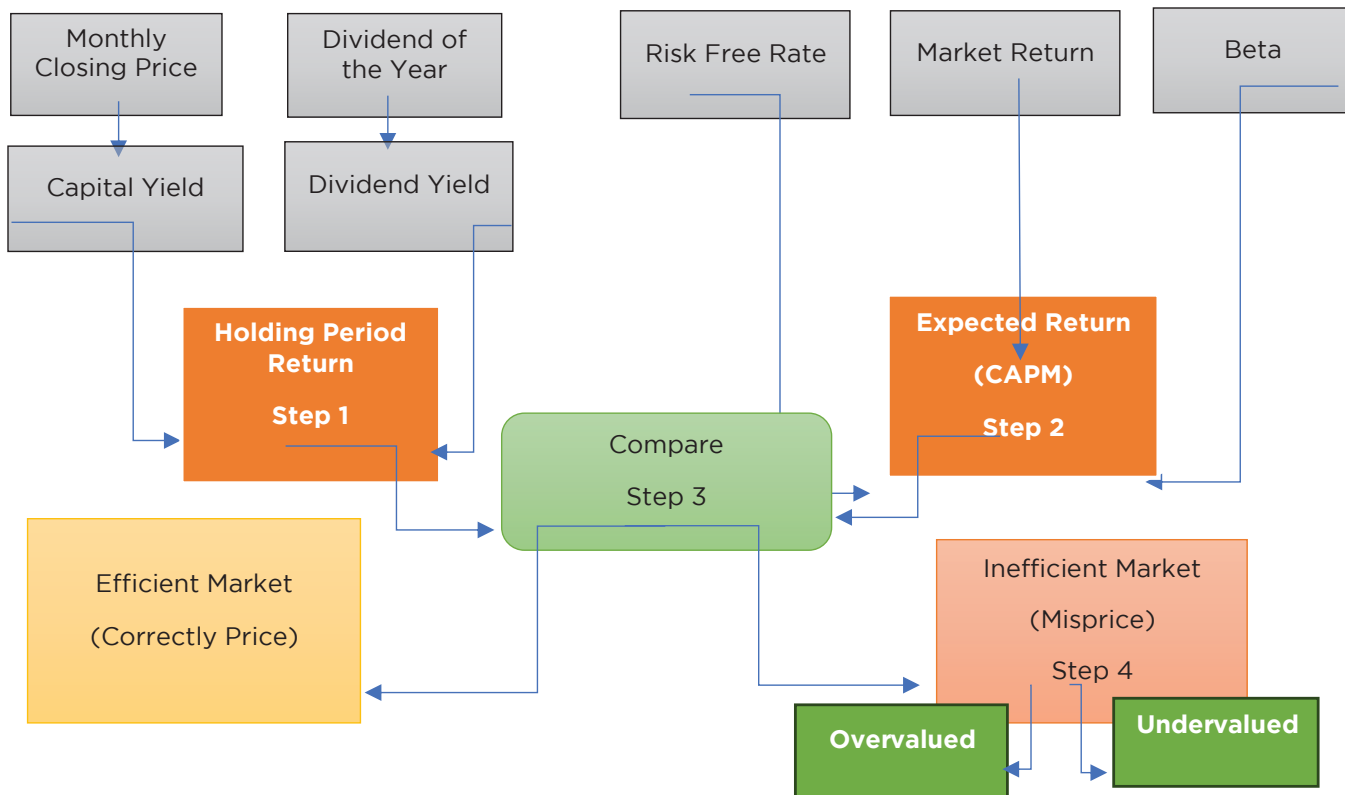 Monthly
Closing Price
Dividend of
the Year
Risk Free Rate
Market Return
Beta
Capital Yield
Dividend Yield
Holding Period
Return
Step 1
Expected Return
(CAPM)
Step 2
Compare
Step 3
Efficient Market
(Correctly Price)
Inefficient Market
(Misprice)
Step 4
Overvalued
Undervalued